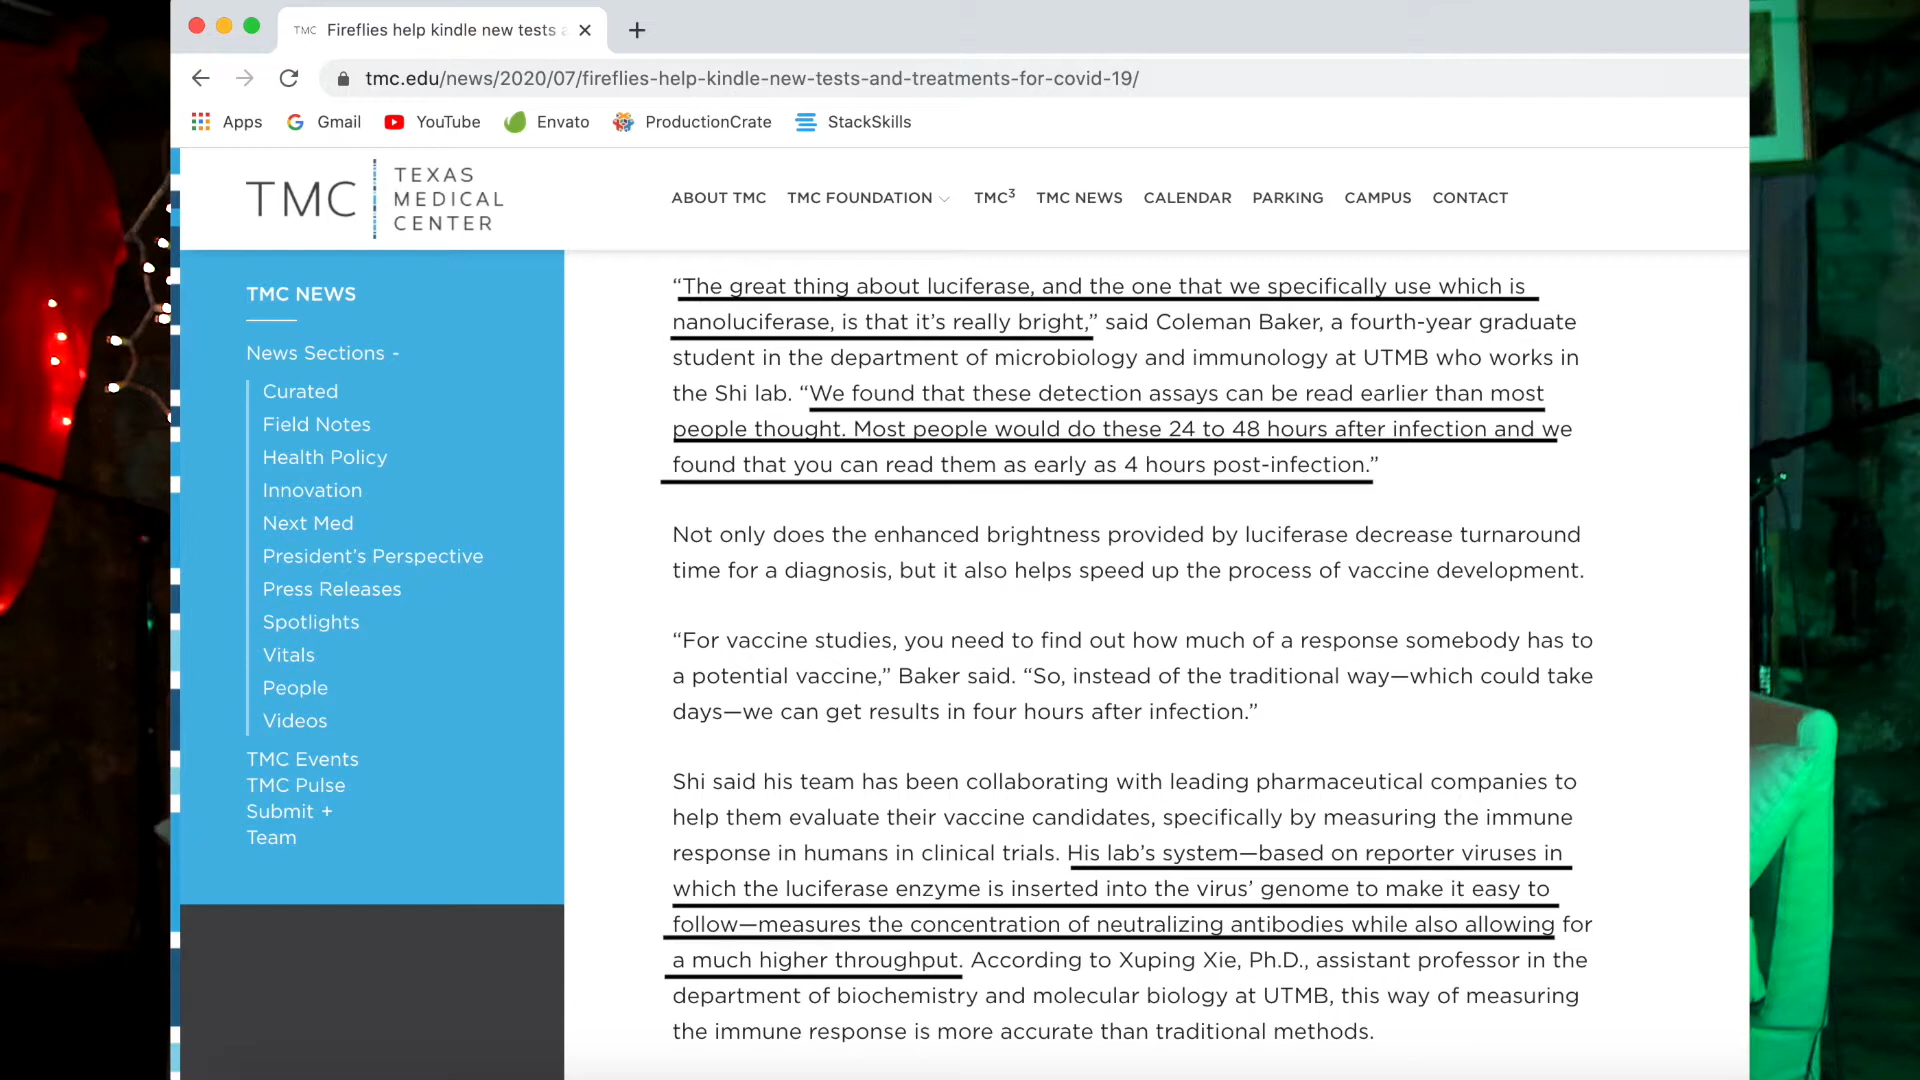 TMC Fireflies help kindle new tests
tmc.edu/news/2020/07/fireflies-help-kindle-new-tests-and-treatments-for-covid-19/
Apps Gmail YouTube Envato ProductionCrate StackSkills
TMC TEXAS
MEDICAL
CENTER
ABOUT TMC TMC FOUNDATION TMC3 TMC NEWS CALENDAR PARKING CAMPUS CONTACT
TMC NEWS
News Sections -
Curated
Field Notes
Health Policy
Innovation
Next Med
President’s Perspective
Press Releases
Spotlights
Vitals
People
Videos
TMC Events
TMC Pulse
Submit +
Team
“The great thing about luciferase, and the one that we specifically use which is
nanoluciferase, is that it’s really bright,” said Coleman Baker, a fourth-year graduate
student in the department of microbiology and immunology at UTMB who works in
the Shi lab. “We found that these detection assays can be read earlier than most
people thought. Most people would do these 24 to 48 hours after infection and we
found that you can read them as early as 4 hours post-infection.”
Not only does the enhanced brightness provided by luciferase decrease turnaround
time for a diagnosis, but it also helps speed up the process of vaccine development.
“For vaccine studies, you need to find out how much of a response somebody has to
a potential vaccine,” Baker said. “So, instead of the traditional way—which could take
days—we can get results in four hours after infection.”
Shi said his team has been collaborating with leading pharmaceutical companies to
help them evaluate their vaccine candidates, specifically by measuring the immune
response in humans in clinical trials. His lab’s system—based on reporter viruses in
which the luciferase enzyme is inserted into the virus’ genome to make it easy to
follow—measures the concentration of neutralizing antibodies while also allowing for
a much higher throughput. According to Xuping Xie, Ph.D., assistant professor in the
department of biochemistry and molecular biology at UTMB, this way of measuring
the immune response is more accurate than traditional methods.